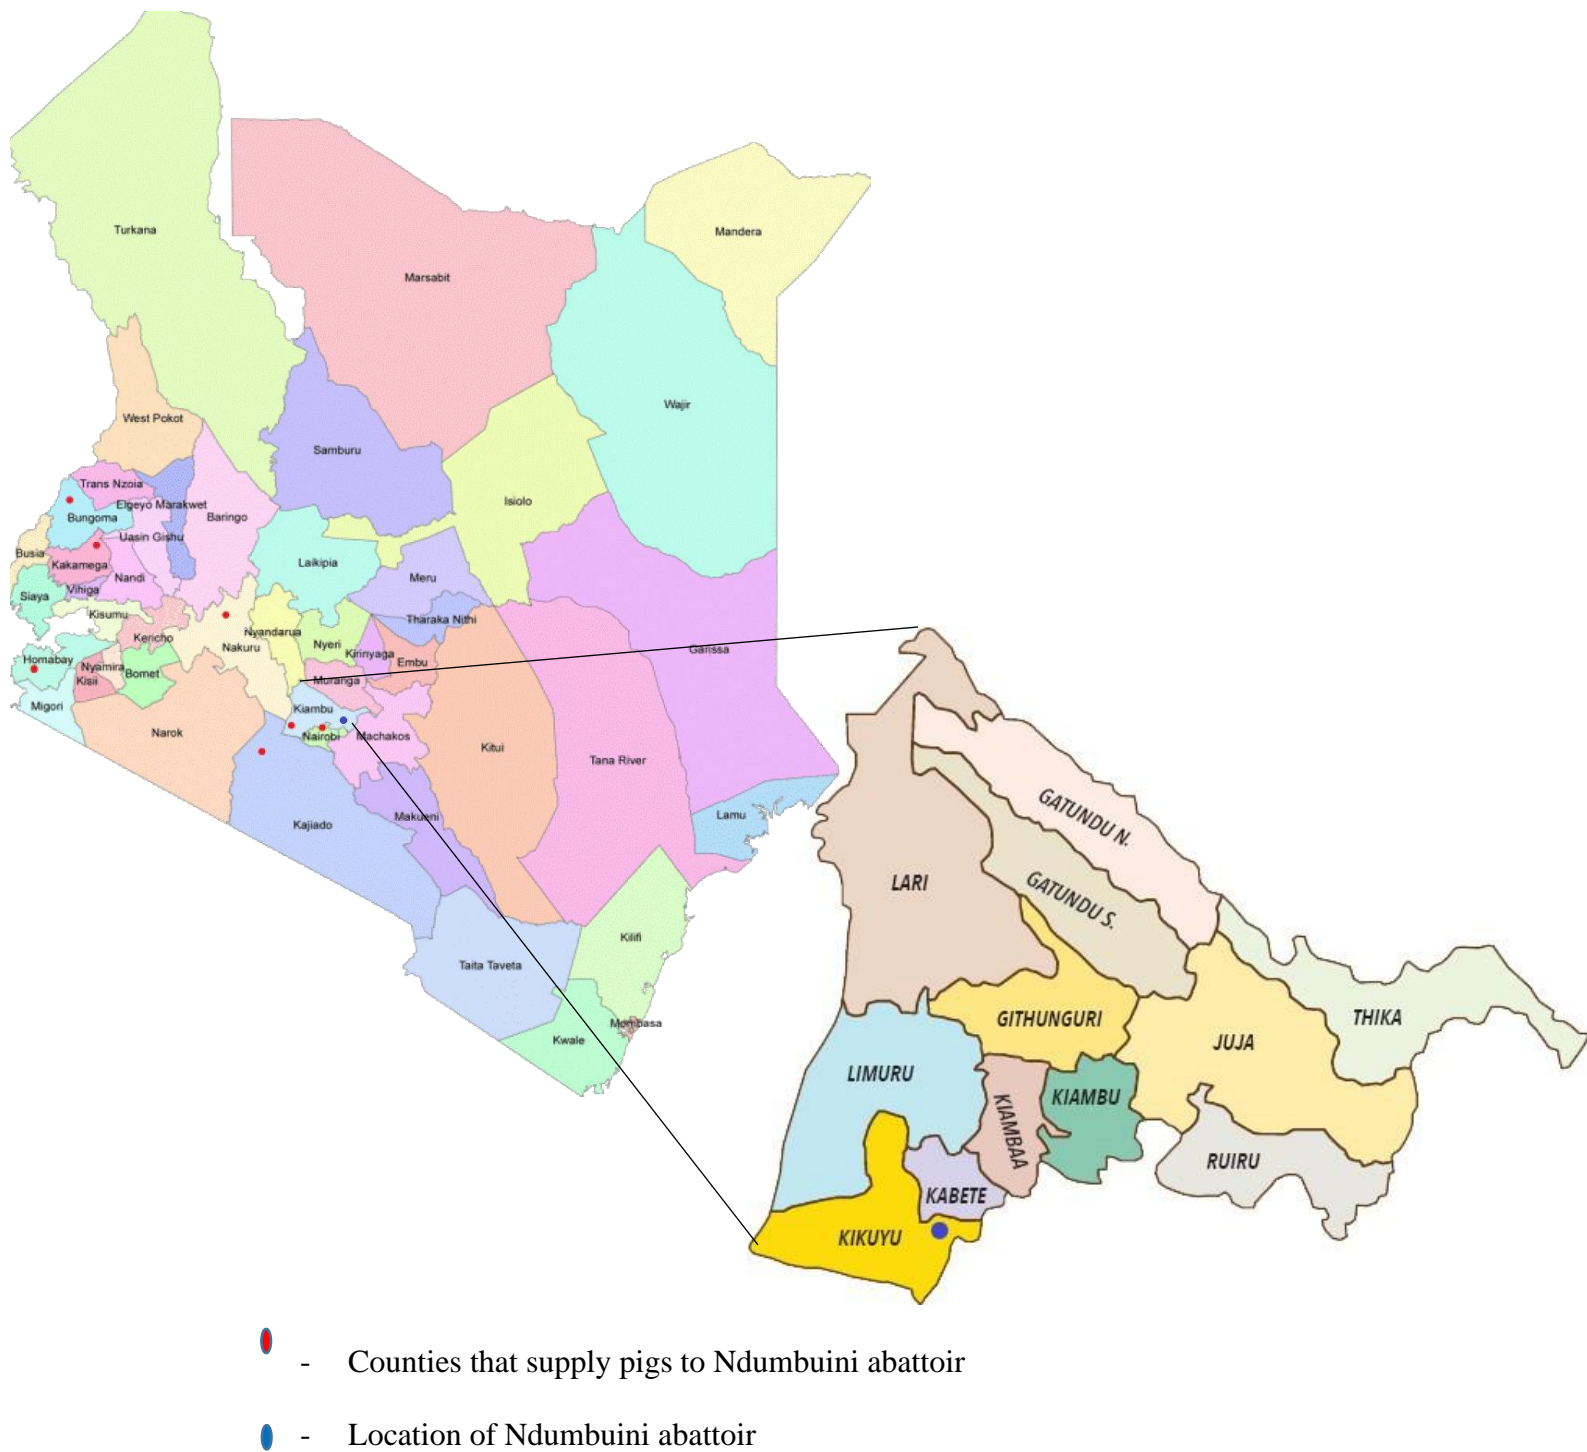 Turkana
Mandera
Marsabit
Wajir
West Pokot
Samburu
Trans Nzoia
Isiolo
Elgeyo Marakwet
Bungoma
Baringo
Uasin Gishu
Busia
Kakamega
Laikipia
Nandi
Meru
Vihiga
Siaya
Kisumu
Tharaka Nithi
Nyandarua
Kericho
Nyeri
Nakuru
Garissa
Kirinyaga
Homabay
Embu
Nyamira
Bomet
Kisii
Muranga
Migori
Kiambu
Narok
Nairobi
Machakos
Kitui
Tana River
Lamu
Makueni
Kajiado
Kilifi
Taita Taveta
Mombasa
Kwale
GATUNDU N.
LARI
GATUNDU S.
GITHUNGURI
THIKA
JUJA
LIMURU
KIAMBU
KIAMBAA
RUIRU
KABETE
KIKUYU
- Counties that supply pigs to Ndumbuini abattoir
- Location of Ndumbuini abattoir